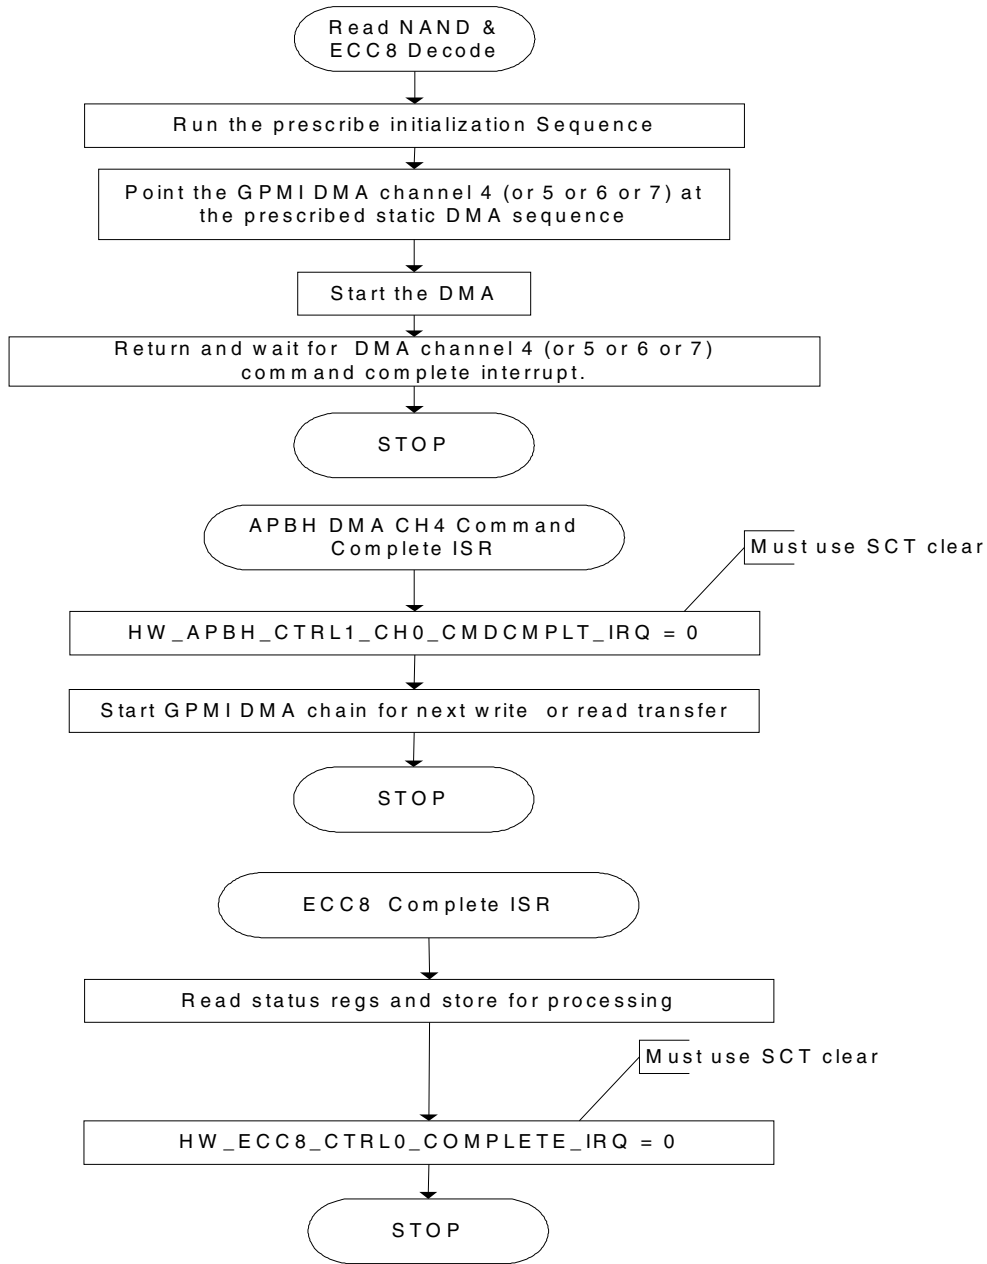 Read NAND &
ECC8 Decode
Run the prescribe initialization Sequence
Point the GPMI DMA channel 4 (or 5 or 6 or 7) at
the prescribed static DMA sequence
Start the DMA
Return and wait for DMA channel 4 (or 5 or 6 or 7)
command complete interrupt.
STOP
APBH DMA CH4 Command
Complete ISR
Must use SCT clear
HW_APBH_CTRL1_CH0_CMDCMPLT_IRQ = 0
Start GPMI DMA chain for next write or read transfer
STOP
ECC8 Complete ISR
Read status regs and store for processing
Must use SCT clear
HW_ECC8_CTRL0_COMPLETE_IRQ = 0
STOP